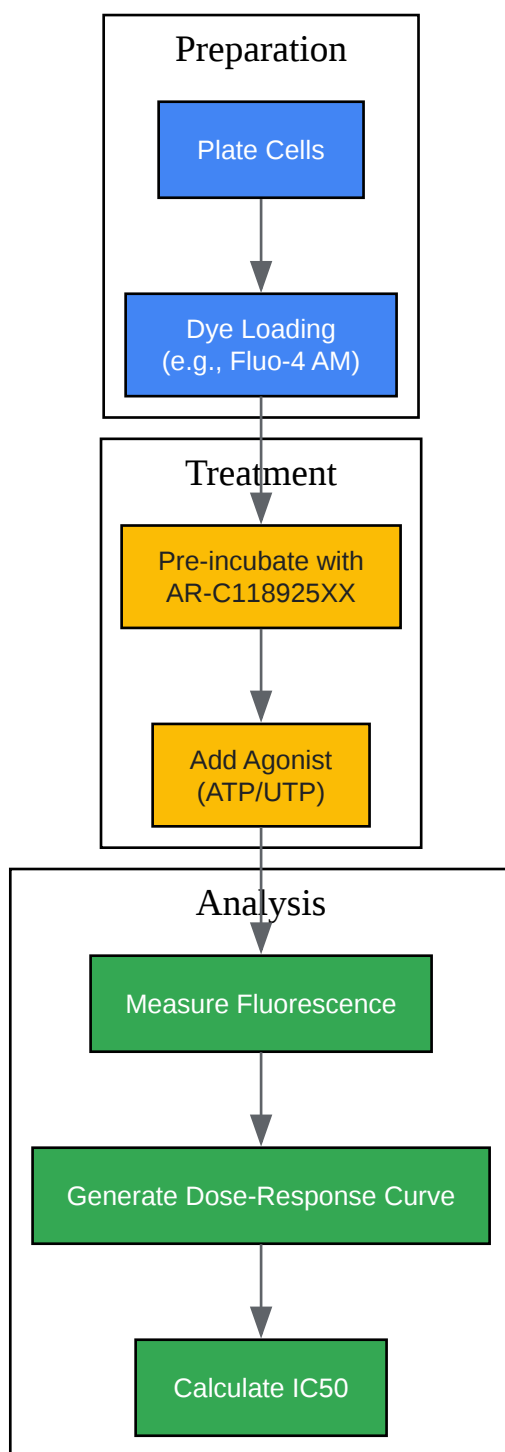 Preparation
Plate Cells
Dye Loading
(e.g., Fluo-4 AM)
Treatment
Pre-incubate with
AR-C118925XX
Add Agonist
(ATP/UTP)
Analysis
Measure Fluorescence
Generate Dose-Response Curve
Calculate IC50